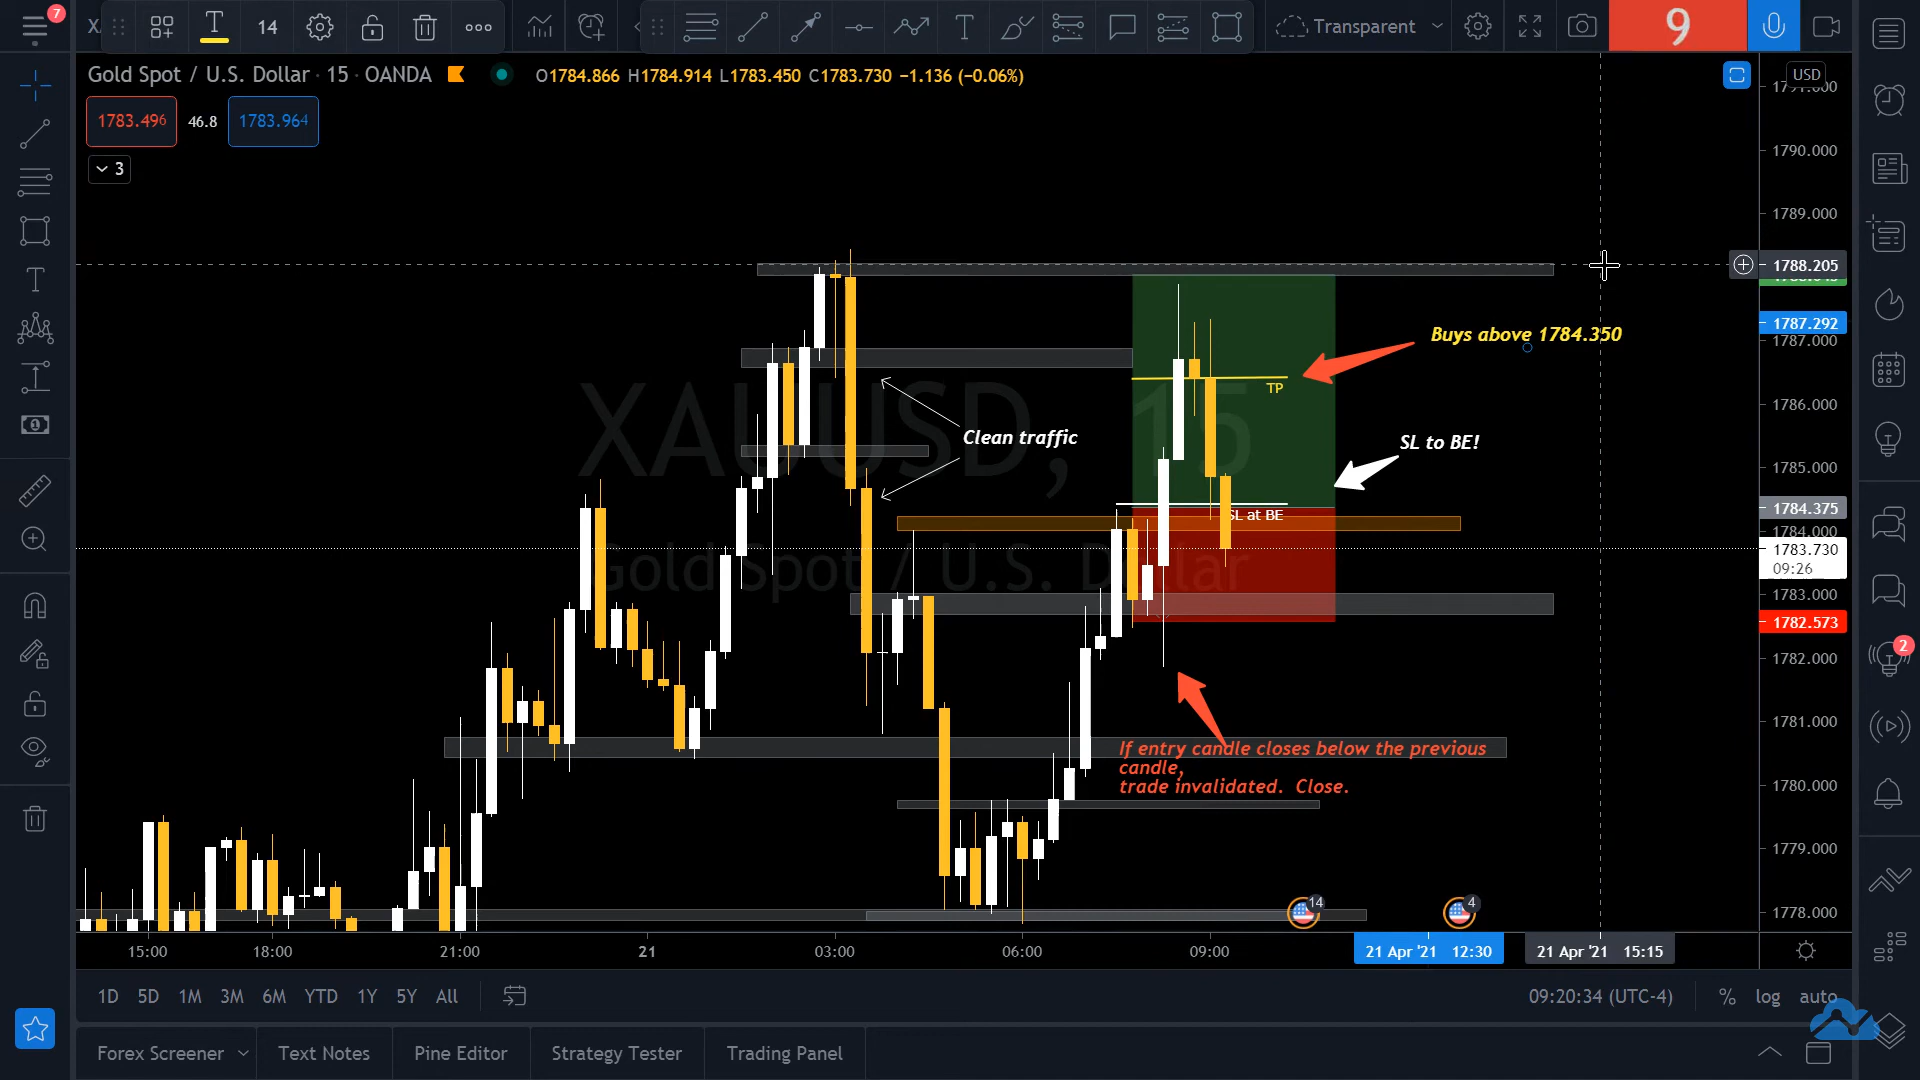 7
X
T
14
T
Transparent
9
Gold Spot / U.S. Dollar · 15 · OANDA
O1784.866 H1784.914 L1783.450 C1783.730 −1.136 (−0.06%)
USD
1783.496
46.8
1783.964
3
XAUUSD, 15
Gold Spot / U.S. Dollar
Buys above 1784.350
TP
Clean traffic
SL to BE!
SL at BE
If entry candle closes below the previous
candle,
trade invalidated. Close.
1790.000
1789.000
1788.205
1787.292
1787.000
1786.000
1785.000
1784.375
1784.000
1783.730
09:26
1783.000
1782.573
1782.000
1781.000
1780.000
1779.000
1778.000
2
14
4
15:00
18:00
21:00
21
03:00
06:00
09:00
21 Apr '21 12:30
21 Apr '21 15:15
1D
5D
1M
3M
6M
YTD
1Y
5Y
All
09:20:34 (UTC-4)
%
log
auto
Forex Screener
Text Notes
Pine Editor
Strategy Tester
Trading Panel